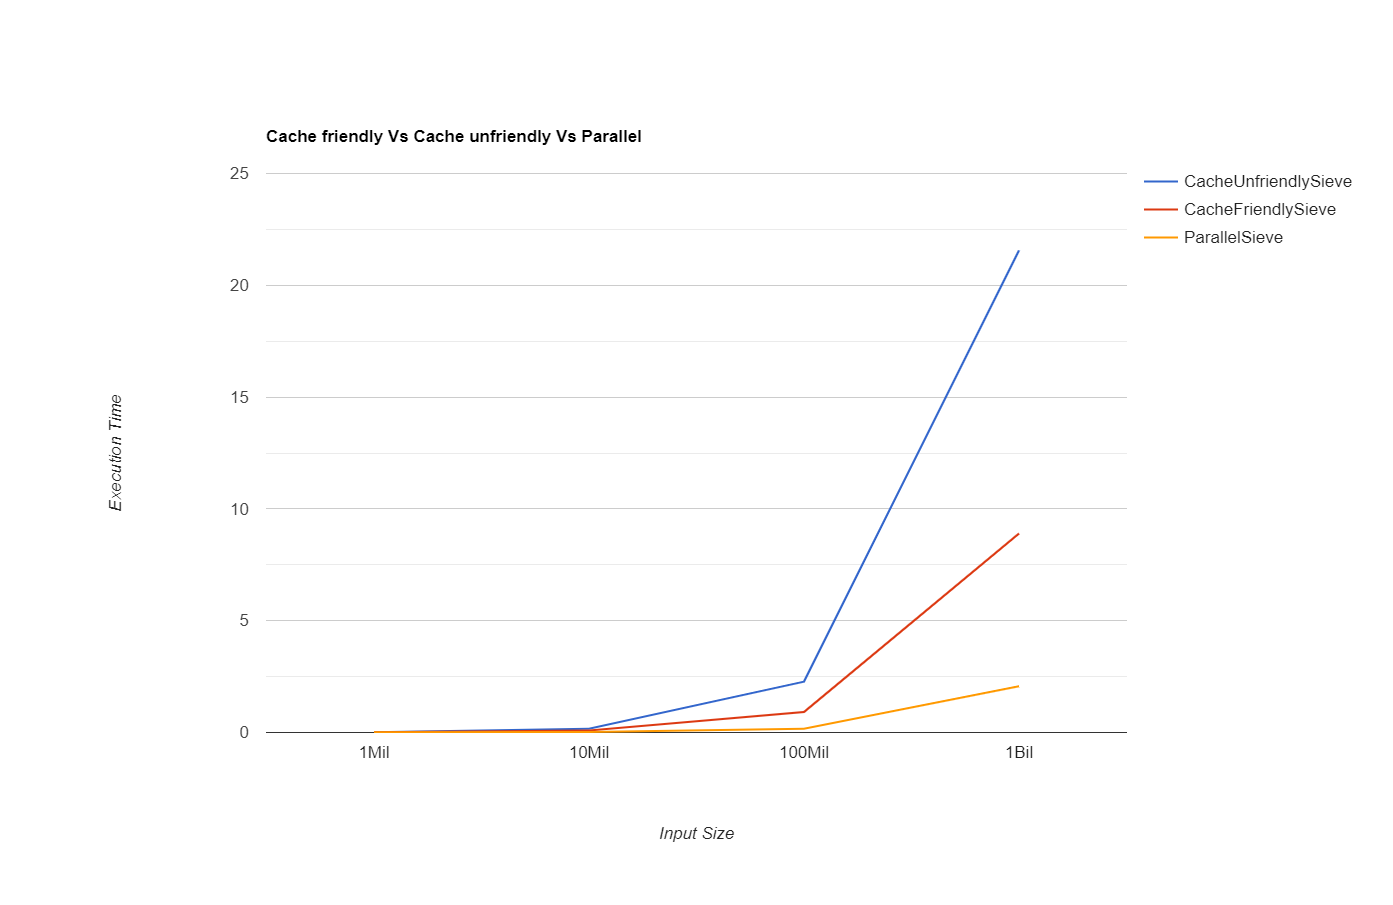 Cache friendly Vs Cache unfriendly Vs Parallel
25
20
15
10
5
0
Execution Time
1Mil 10Mil 100Mil 1Bil
Input Size
CacheUnfriendlySieve
CacheFriendlySieve
ParallelSieve